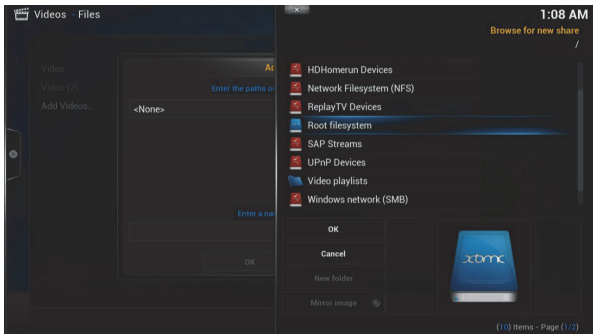 Videos - Files
1:08 AM
Browse for new share
/
Video
Video (2)
Add Videos...
Enter the paths
<None>
OK
HDHomerun Devices
Network Filesystem (NFS)
ReplayTV Devices
Root filesystem
SAP Streams
UPnP Devices
Video playlists
Windows network (SMB)
OK
Cancel
New folder
Mirror image
xbmc
(10) Items - Page (1/2)